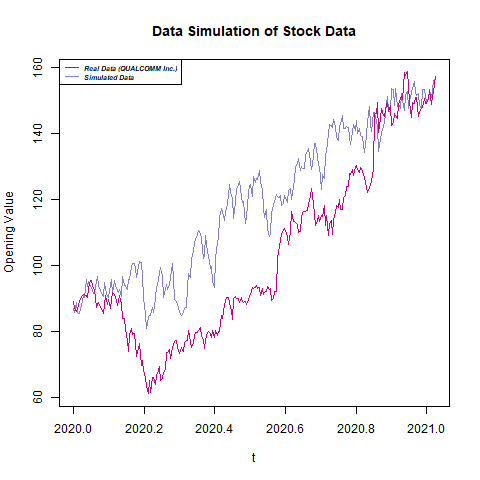 Data Simulation of Stock Data
Real Data (QUALCOMM Inc.)
Simulated Data
Opening Value
160
140
120
100
80
60
2020.0 2020.2 2020.4 2020.6 2020.8 2021.0
t